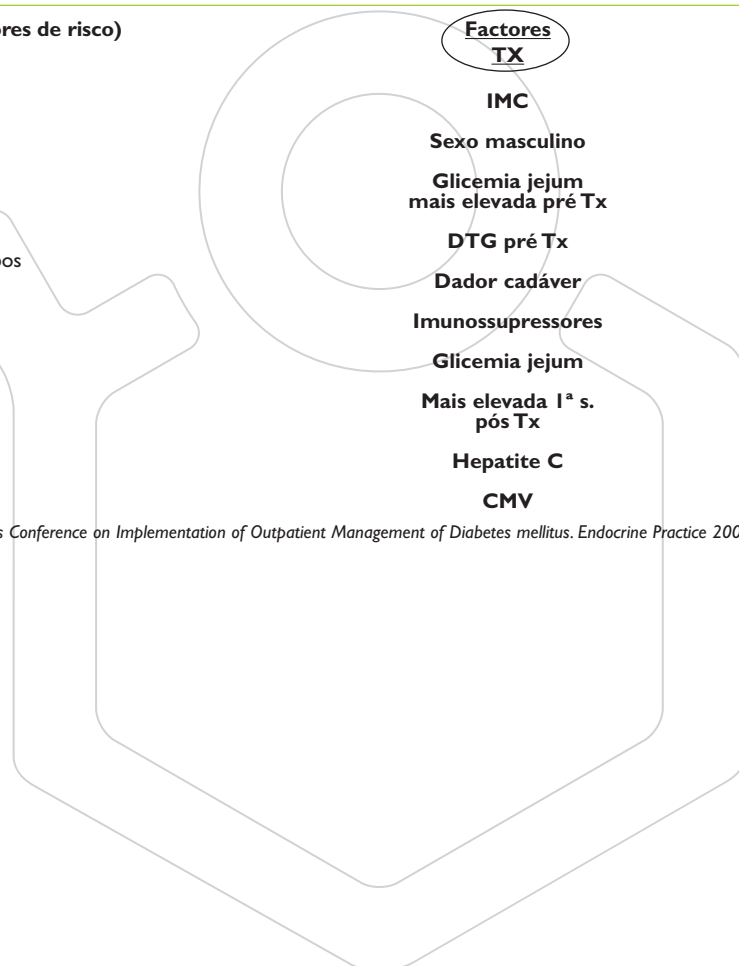 res de risco)
Factores
TX
IMC
Sexo masculino
Glicemia jejum
mais elevada pré Tx
DTG pré Tx
os
Dador cadáver
Imunossupressores
Glicemia jejum
Mais elevada 1ª s.
pós Tx
Hepatite C
CMV
s Conference on Implementation of Outpatient Management of Diabetes mellitus. Endocrine Practice 200